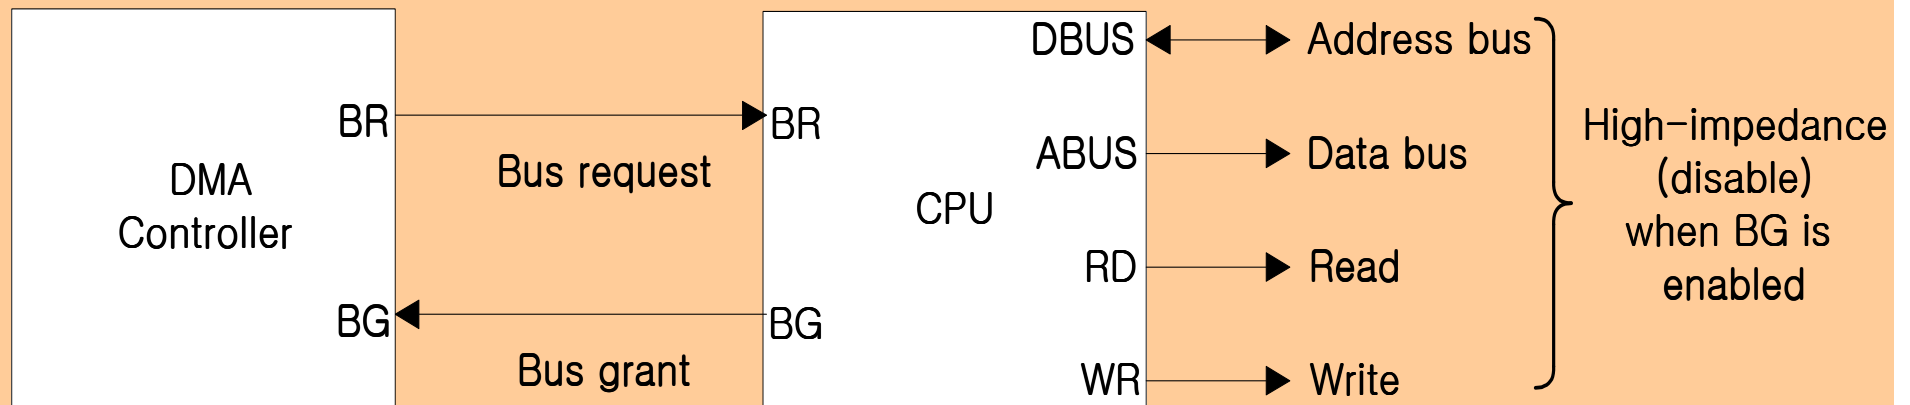 DMA
Controller
BR
BG
Bus request
Bus grant
BR
BG
CPU
DBUS
ABUS
RD
WR
Address bus
Data bus
Read
Write
High-impedance
(disable)
when BG is
enabled